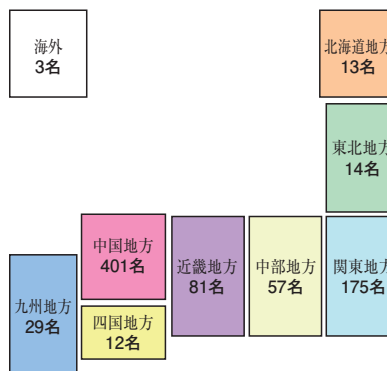 海外
3名
北海道地方
13名
東北地方
14名
中国地方
401名
近畿地方
81名
中部地方
57名
関東地方
175名
九州地方
29名
四国地方
12名